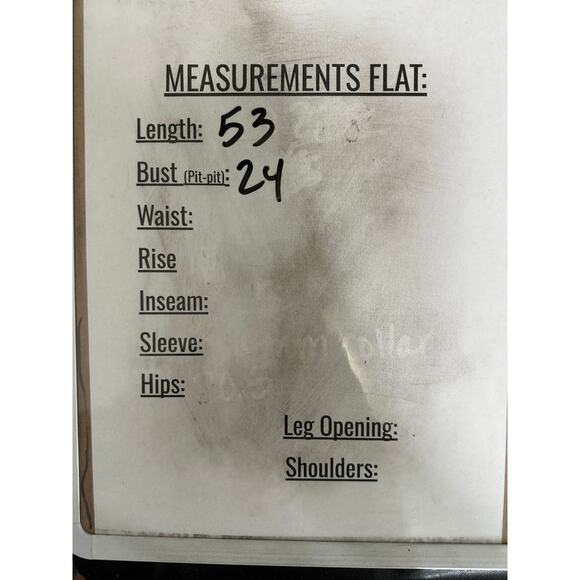 MEASUREMENTS FLAT:
Length: 53
Bust (Pit-pit): 24
Waist:
Rise
Inseam:
Sleeve:
Hips:
Leg Opening:
Shoulders: